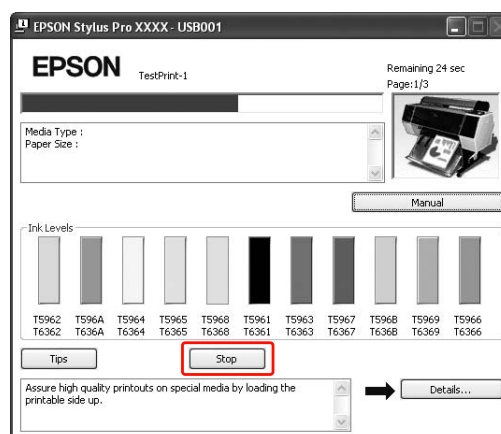 EPSON Stylus Pro XXXX - USB001
EPSON
TestPrint-1
Remaining 24 sec
Page:1/3
Media Type :
Paper Size :
Manual
Ink Levels
T5962 T596A T5964 T5965 T5968 T5961 T5963 T5967 T596B T5969 T5966
T6362 T636A T6364 T6365 T6368 T6361 T6363 T6367 T636B T6369 T6366
Tips
Stop
Assure high quality printouts on special media by loading the
printable side up.
Details...